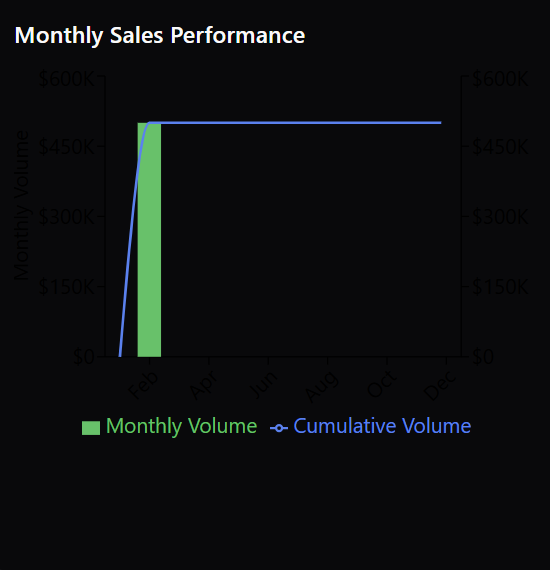 Monthly Sales Performance
$600K $600K
$450K $450K
$300K $300K
$150K $150K
$0 $0
Monthly Volume
Feb Apr Jun Aug Oct Dec
Monthly Volume Cumulative Volume